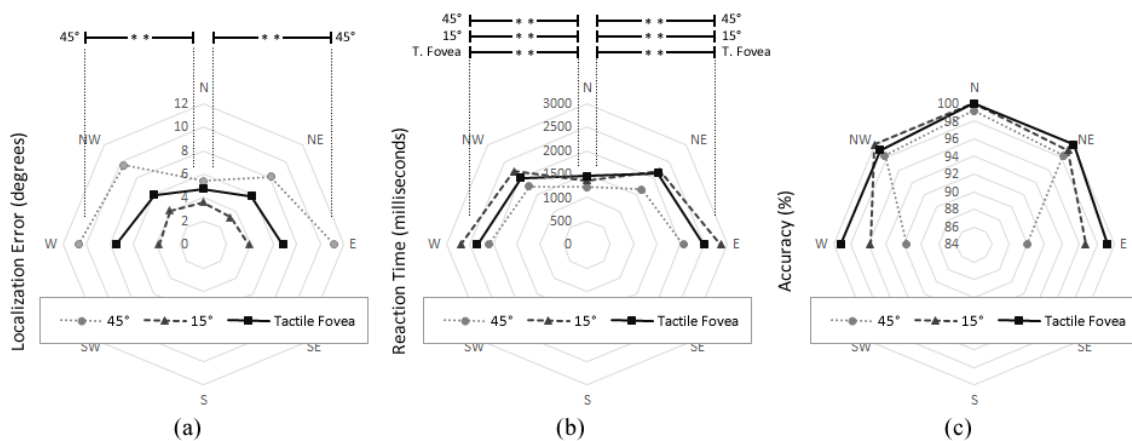 45° ** ** 45°
N
12
10
8
6
4
2
0
NW
NE
W
E
Localization Error (degrees)
45° 15° Tactile Fovea
SW
SE
S
(a)
45° ** ** 45°
15° ** ** 15°
T. Fovea ** ** T. Fovea
N
3000
2500
2000
1500
1000
500
0
NW
NE
W
E
Reaction Time (milliseconds)
45° 15° Tactile Fovea
SW
SE
S
(b)
N
100
98
96
94
92
90
88
86
84
NW
NE
W
E
Accuracy (%)
45° 15° Tactile Fovea
SW
SE
S
(c)